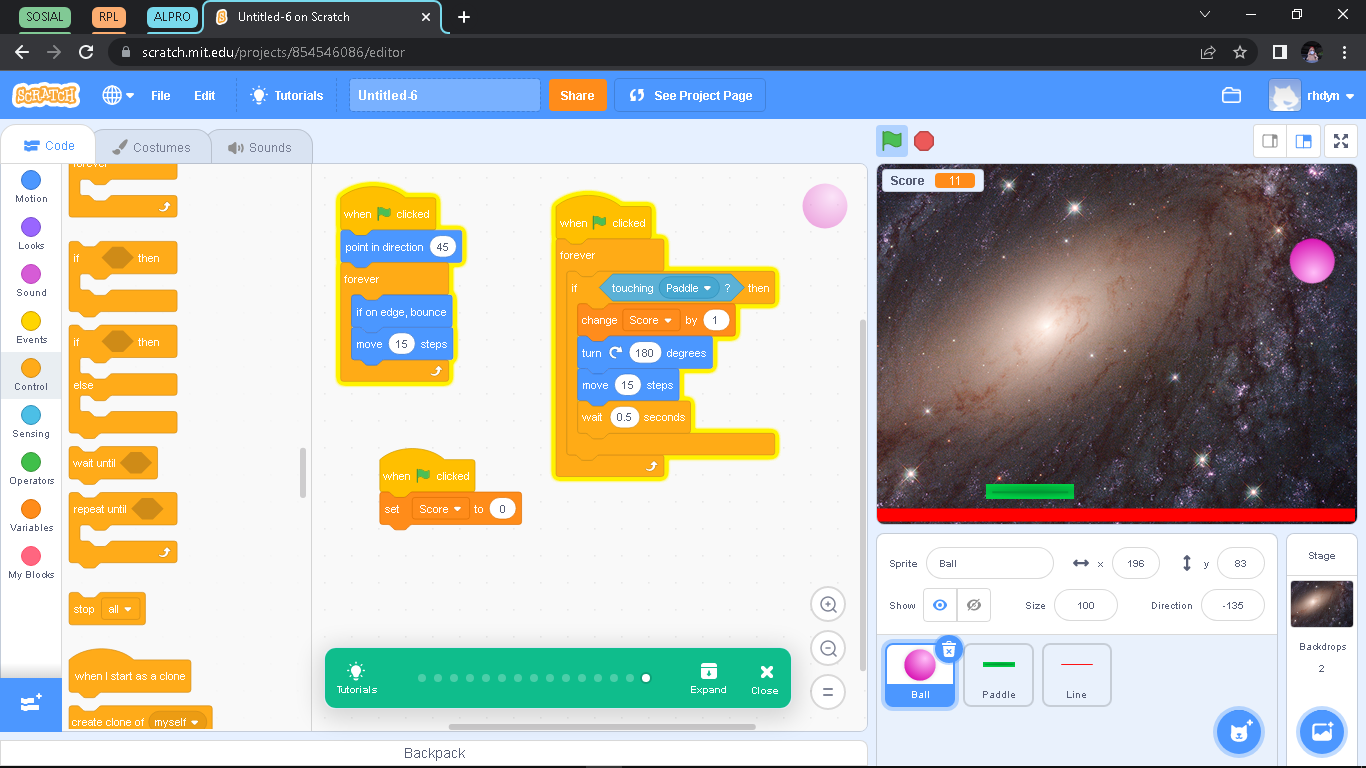 SOSIAL
RPL
ALPRO
Untitled-6 on Scratch
scratch.mit.edu/projects/854546086/editor
SCRATCH
File
Edit
Tutorials
Untitled-6
Share
See Project Page
rhdyn
Code
Costumes
Sounds
Motion
Looks
Sound
Events
Control
Sensing
Operators
Variables
My Blocks
forever
if then
if then
else
wait until
repeat until
stop all
when I start as a clone
create clone of myself
when clicked
point in direction 45
forever
if on edge, bounce
move 15 steps
when clicked
set Score to 0
when clicked
forever
if touching Paddle ? then
change Score by 1
turn 180 degrees
move 15 steps
wait 0.5 seconds
Tutorials
Expand
Close
Backpack
Score 11
Sprite Ball x 196 y 83
Show Size 100 Direction -135
Ball
Paddle
Line
Stage
Backdrops
2